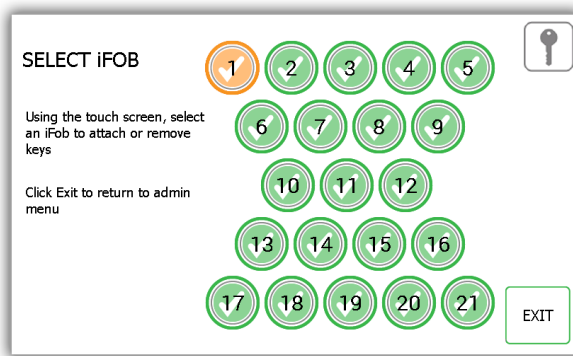 SELECT iFOB
Using the touch screen, select
an iFob to attach or remove
keys
Click Exit to return to admin
menu
1 2 3 4 5
6 7 8 9
10 11 12
13 14 15 16
17 18 19 20 21
EXIT